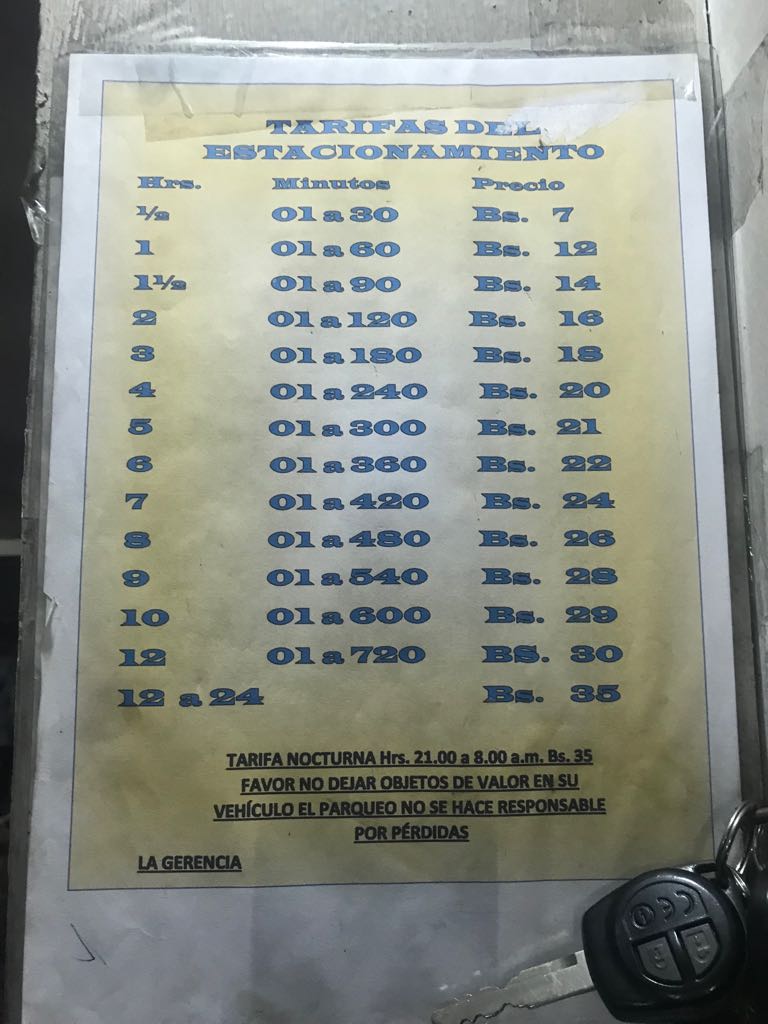 TARIFAS DEL
ESTACIONAMIENTO
Hrs. Minutos Precio
½ 01 a 30 Bs. 7
1 01 a 60 Bs. 12
1½ 01 a 90 Bs. 14
2 01 a 120 Bs. 16
3 01 a 180 Bs. 18
4 01 a 240 Bs. 20
5 01 a 300 Bs. 21
6 01 a 360 Bs. 22
7 01 a 420 Bs. 24
8 01 a 480 Bs. 26
9 01 a 540 Bs. 28
10 01 a 600 Bs. 29
12 01 a 720 BS. 30
12 a 24 Bs. 35
TARIFA NOCTURNA Hrs. 21.00 a 8.00 a.m. Bs. 35
FAVOR NO DEJAR OBJETOS DE VALOR EN SU
VEHÍCULO EL PARQUEO NO SE HACE RESPONSABLE
POR PÉRDIDAS
LA GERENCIA